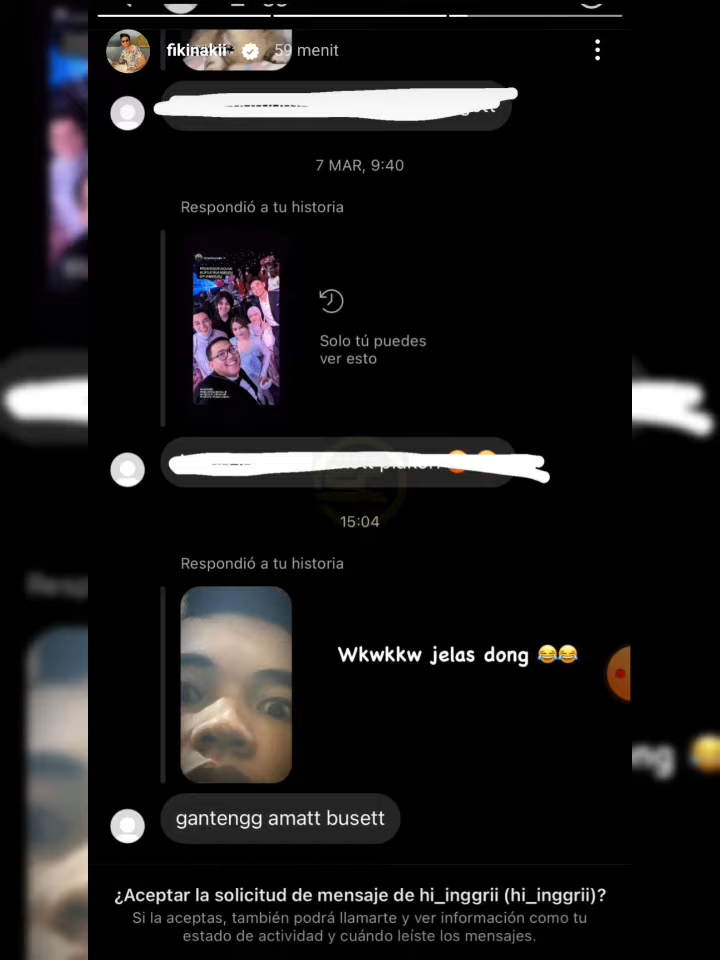 fikinakii 59 menit
7 MAR, 9:40
Respondió a tu historia
Solo tú puedes
ver esto
15:04
Respondió a tu historia
Wkwkkw jelas dong 😂😂
gantengg amatt busett
¿Aceptar la solicitud de mensaje de hi_inggrii (hi_inggrii)?
Si la aceptas, también podrá llamarte y ver información como tu
estado de actividad y cuándo leíste los mensajes.